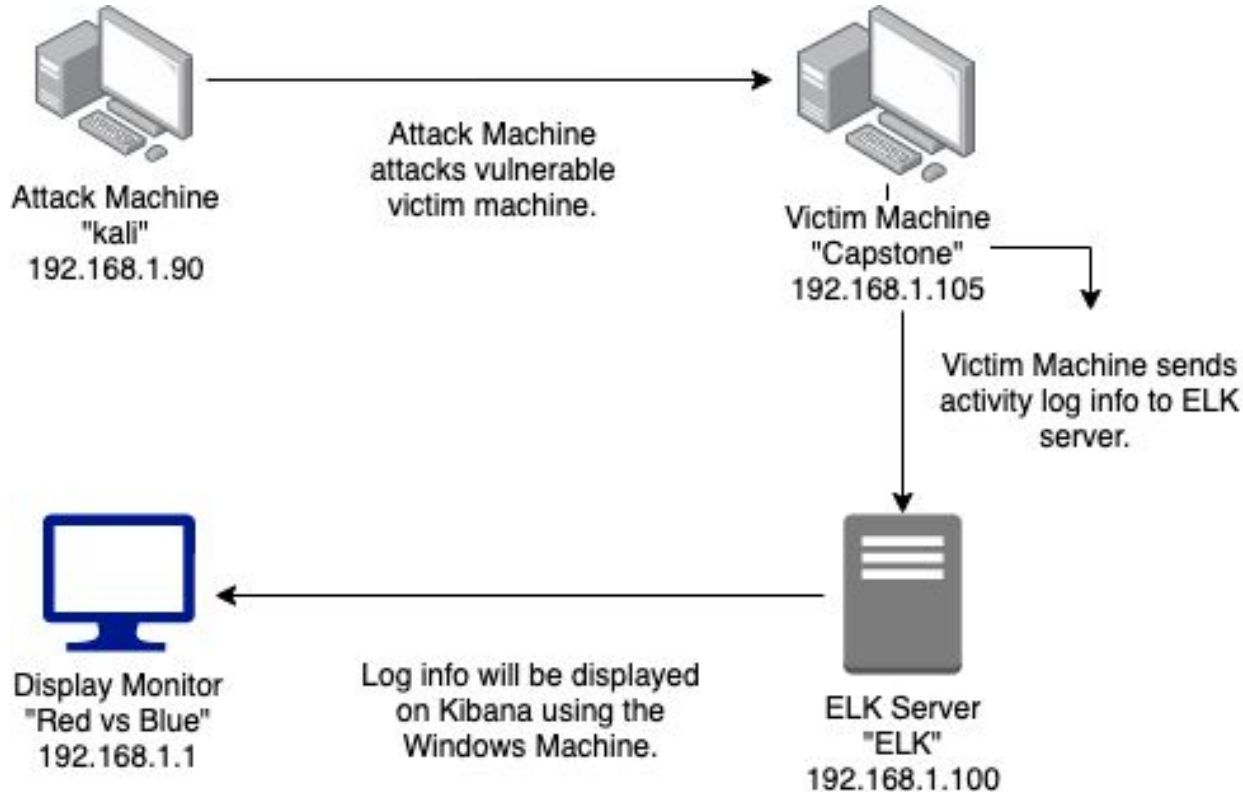 Attack Machine
"kali"
192.168.1.90
Attack Machine
attacks vulnerable
victim machine.
Victim Machine
"Capstone"
192.168.1.105
Victim Machine sends
activity log info to ELK
server.
Display Monitor
"Red vs Blue"
192.168.1.1
Log info will be displayed
on Kibana using the
Windows Machine.
ELK Server
"ELK"
192.168.1.100